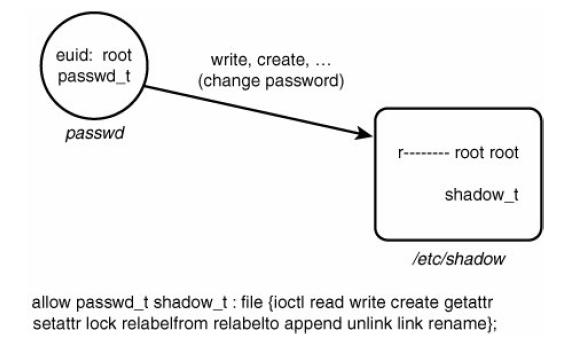 euid: root
passwd_t
passwd
write, create, ...
(change password)
r-------- root root
shadow_t
/etc/shadow
allow passwd_t shadow_t : file {ioctl read write create getattr
setattr lock relabelfrom relabelto append unlink link rename};